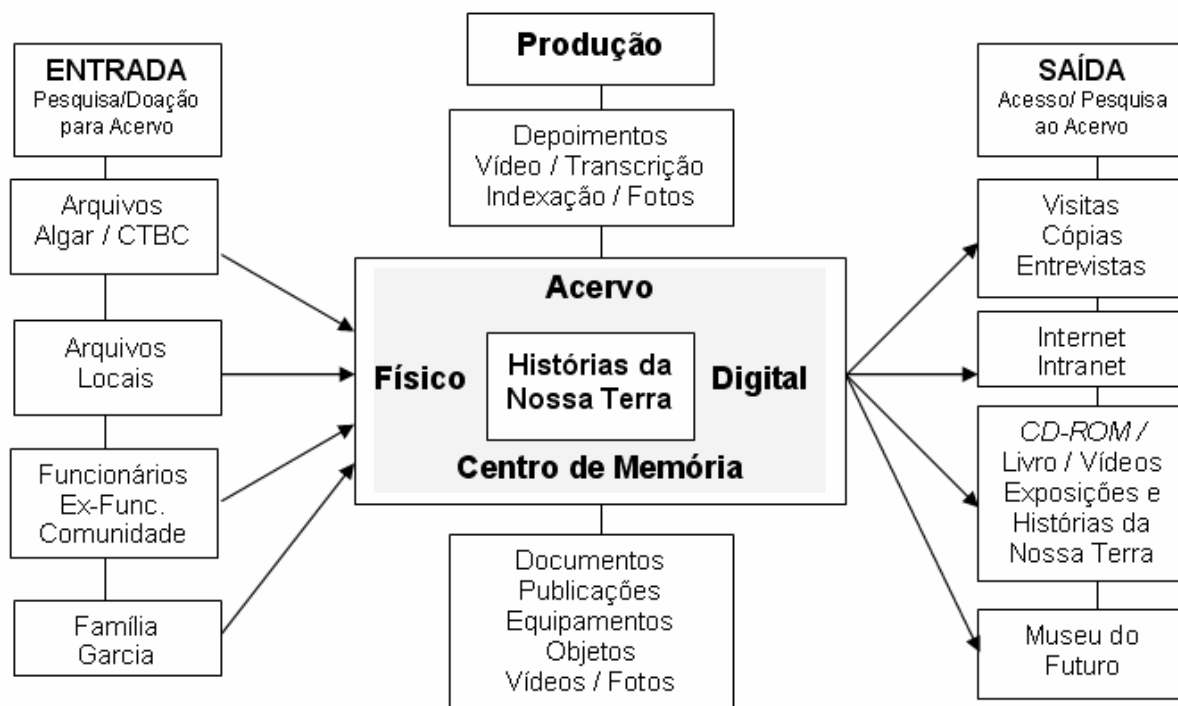 ENTRADA
Pesquisa/Doação
para Acervo
Arquivos
Algar / CTBC
Arquivos
Locais
Funcionários
Ex-Func.
Comunidade
Família
Garcia
Produção
Depoimentos
Vídeo / Transcrição
Indexação / Fotos
Acervo
Físico
Histórias da
Nossa Terra
Digital
Centro de Memória
Documentos
Publicações
Equipamentos
Objetos
Vídeos / Fotos
SAÍDA
Acesso/ Pesquisa
ao Acervo
Visitas
Cópias
Entrevistas
Internet
Intranet
CD-ROM /
Livro / Vídeos
Exposições e
Histórias da
Nossa Terra
Museu do
Futuro